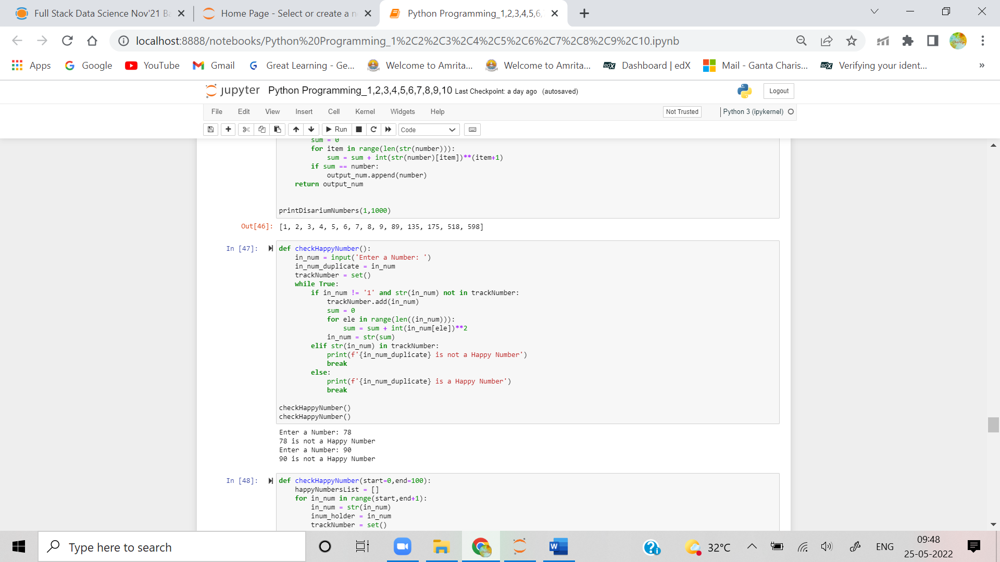 Full Stack Data Science Nov'21 Ba
Home Page - Select or create a n
Python Programming_1,2,3,4,5,6,
localhost:8888/notebooks/Python%20Programming_1%2C2%2C3%2C4%2C5%2C6%2C7%2C8%2C9%2C10.ipynb
Apps Google YouTube Gmail Great Learning - Ge... Welcome to Amrita... Welcome to Amrita... edX Dashboard | edX Mail - Ganta Charis... edX Verifying your ident... »
jupyter Python Programming_1,2,3,4,5,6,7,8,9,10 Last Checkpoint: a day ago (autosaved) Logout
File Edit View Insert Cell Kernel Widgets Help Not Trusted Python 3 (ipykernel)
Run Code
sum = 0
for item in range(len(str(number))):
sum = sum + int(str(number)[item])**(item+1)
if sum == number:
output_num.append(number)
return output_num
printDisariumNumbers(1,1000)
Out[46]: [1, 2, 3, 4, 5, 6, 7, 8, 9, 89, 135, 175, 518, 598]
In [47]: def checkHappyNumber():
in_num = input('Enter a Number: ')
in_num_duplicate = in_num
trackNumber = set()
while True:
if in_num != '1' and str(in_num) not in trackNumber:
trackNumber.add(in_num)
sum = 0
for ele in range(len((in_num))):
sum = sum + int(in_num[ele])**2
in_num = str(sum)
elif str(in_num) in trackNumber:
print(f'{in_num_duplicate} is not a Happy Number')
break
else:
print(f'{in_num_duplicate} is a Happy Number')
break
checkHappyNumber()
checkHappyNumber()
Enter a Number: 78
78 is not a Happy Number
Enter a Number: 90
90 is not a Happy Number
In [48]: def checkHappyNumber(start=0,end=100):
happyNumbersList = []
for in_num in range(start,end+1):
in_num = str(in_num)
inum_holder = in_num
trackNumber = set()
Type here to search
32°C
ENG
09:48
25-05-2022